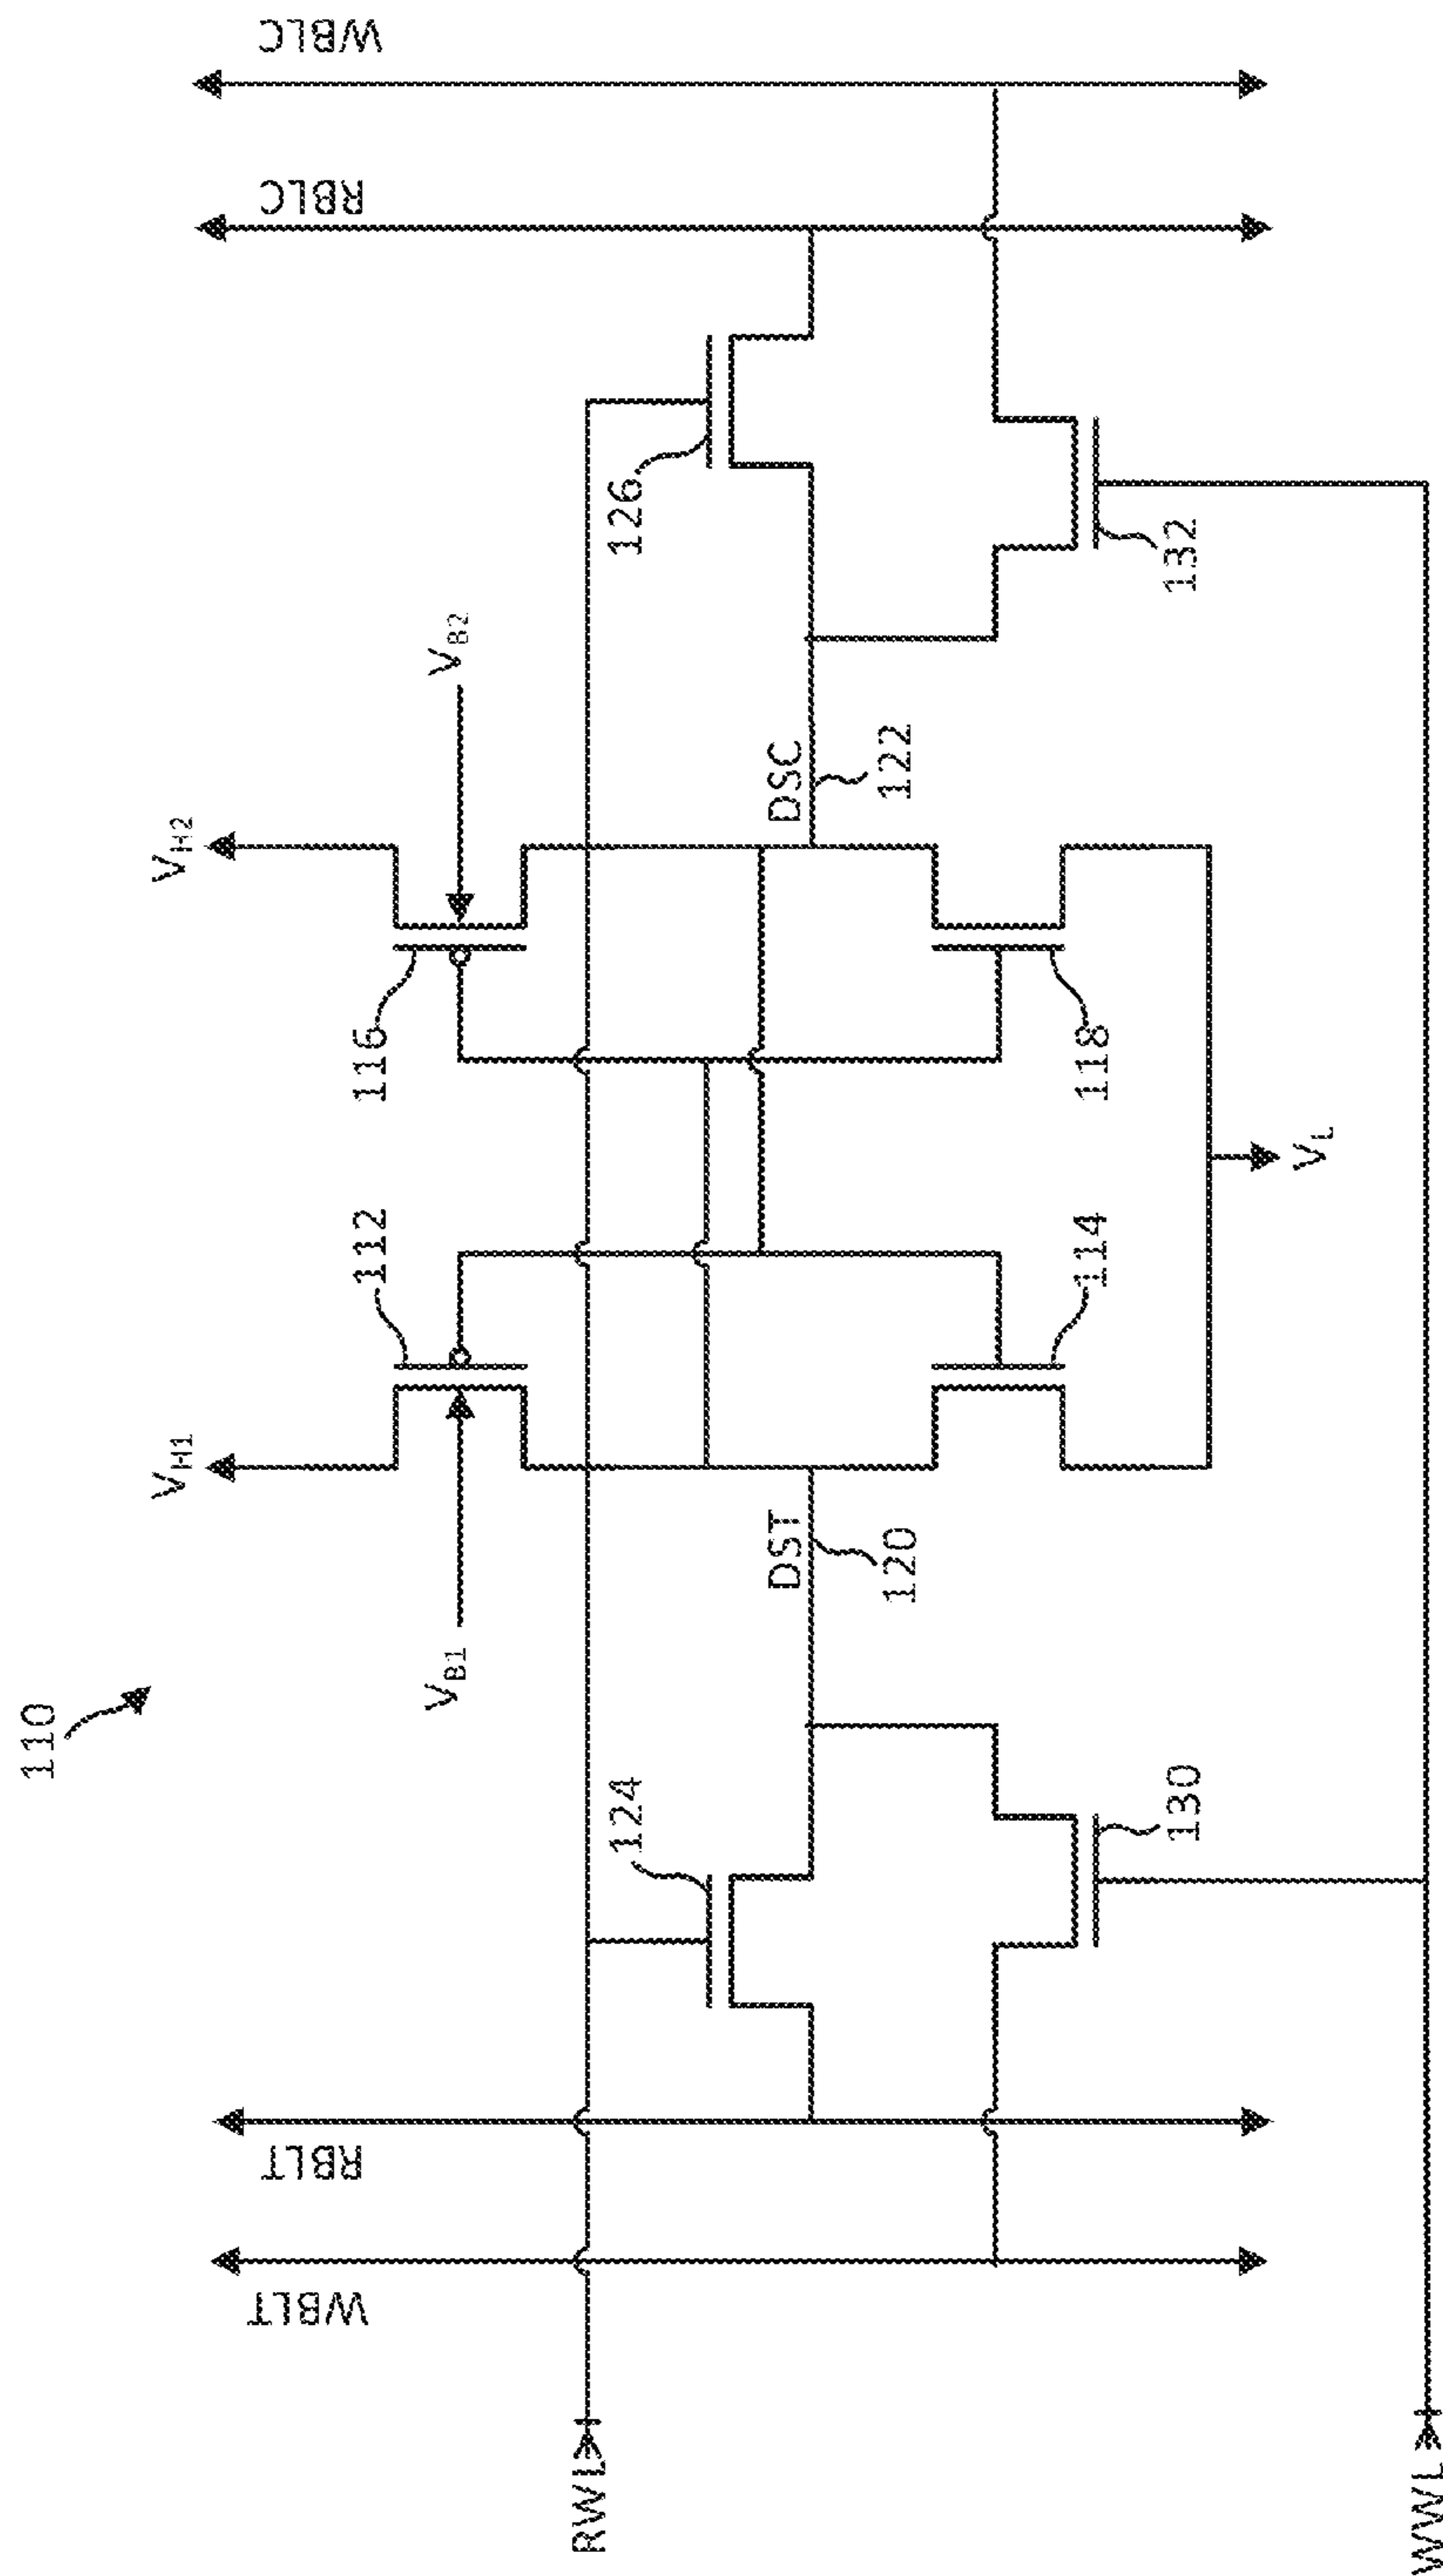 110
WBLT
RBLT
RBLC
WBLC
VH1
VH2
VB1
112
116
VB2
RWL
124
126
DST
120
DSC
122
130
114
118
132
VL
WWL